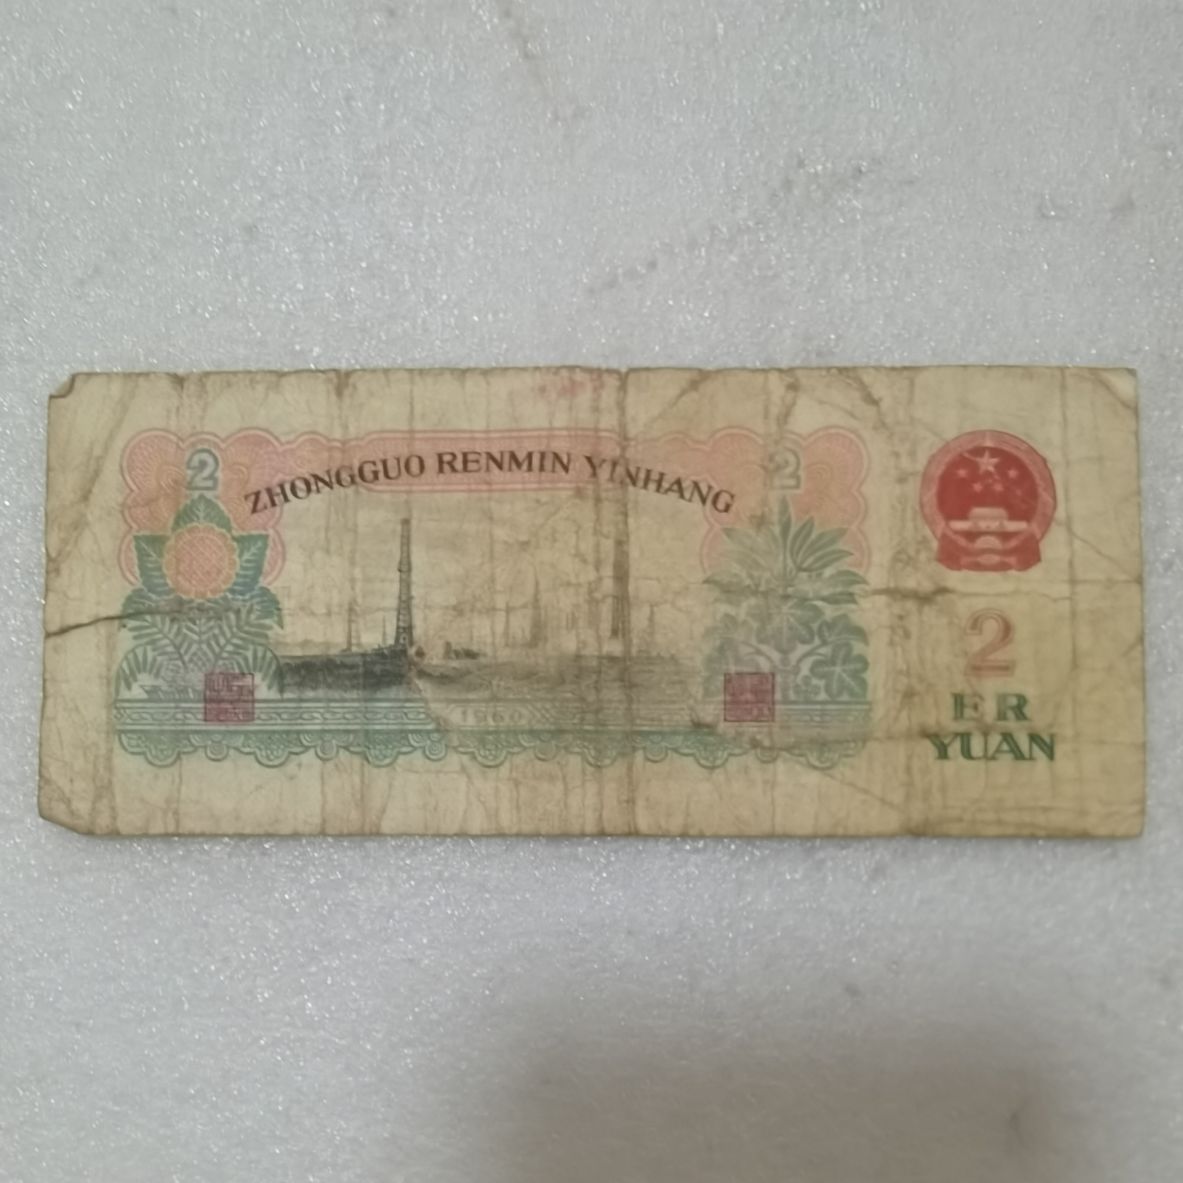 2
ZHONGGUO RENMIN YINHANG
2
2
ER
YUAN
1960